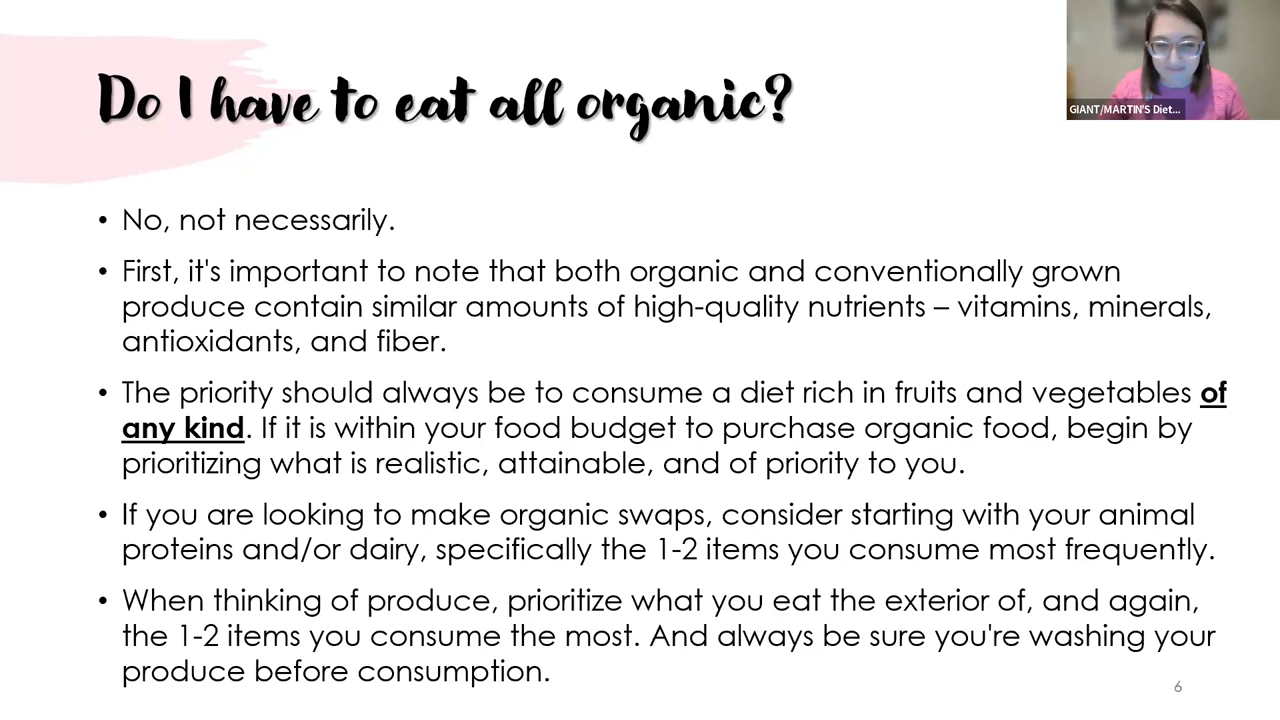 Do I have to eat all organic?
GIANT/MARTIN'S Diet...
• No, not necessarily.
• First, it's important to note that both organic and conventionally grown
produce contain similar amounts of high-quality nutrients – vitamins, minerals,
antioxidants, and fiber.
• The priority should always be to consume a diet rich in fruits and vegetables of
any kind. If it is within your food budget to purchase organic food, begin by
prioritizing what is realistic, attainable, and of priority to you.
• If you are looking to make organic swaps, consider starting with your animal
proteins and/or dairy, specifically the 1-2 items you consume most frequently.
• When thinking of produce, prioritize what you eat the exterior of, and again,
the 1-2 items you consume the most. And always be sure you're washing your
produce before consumption.
6